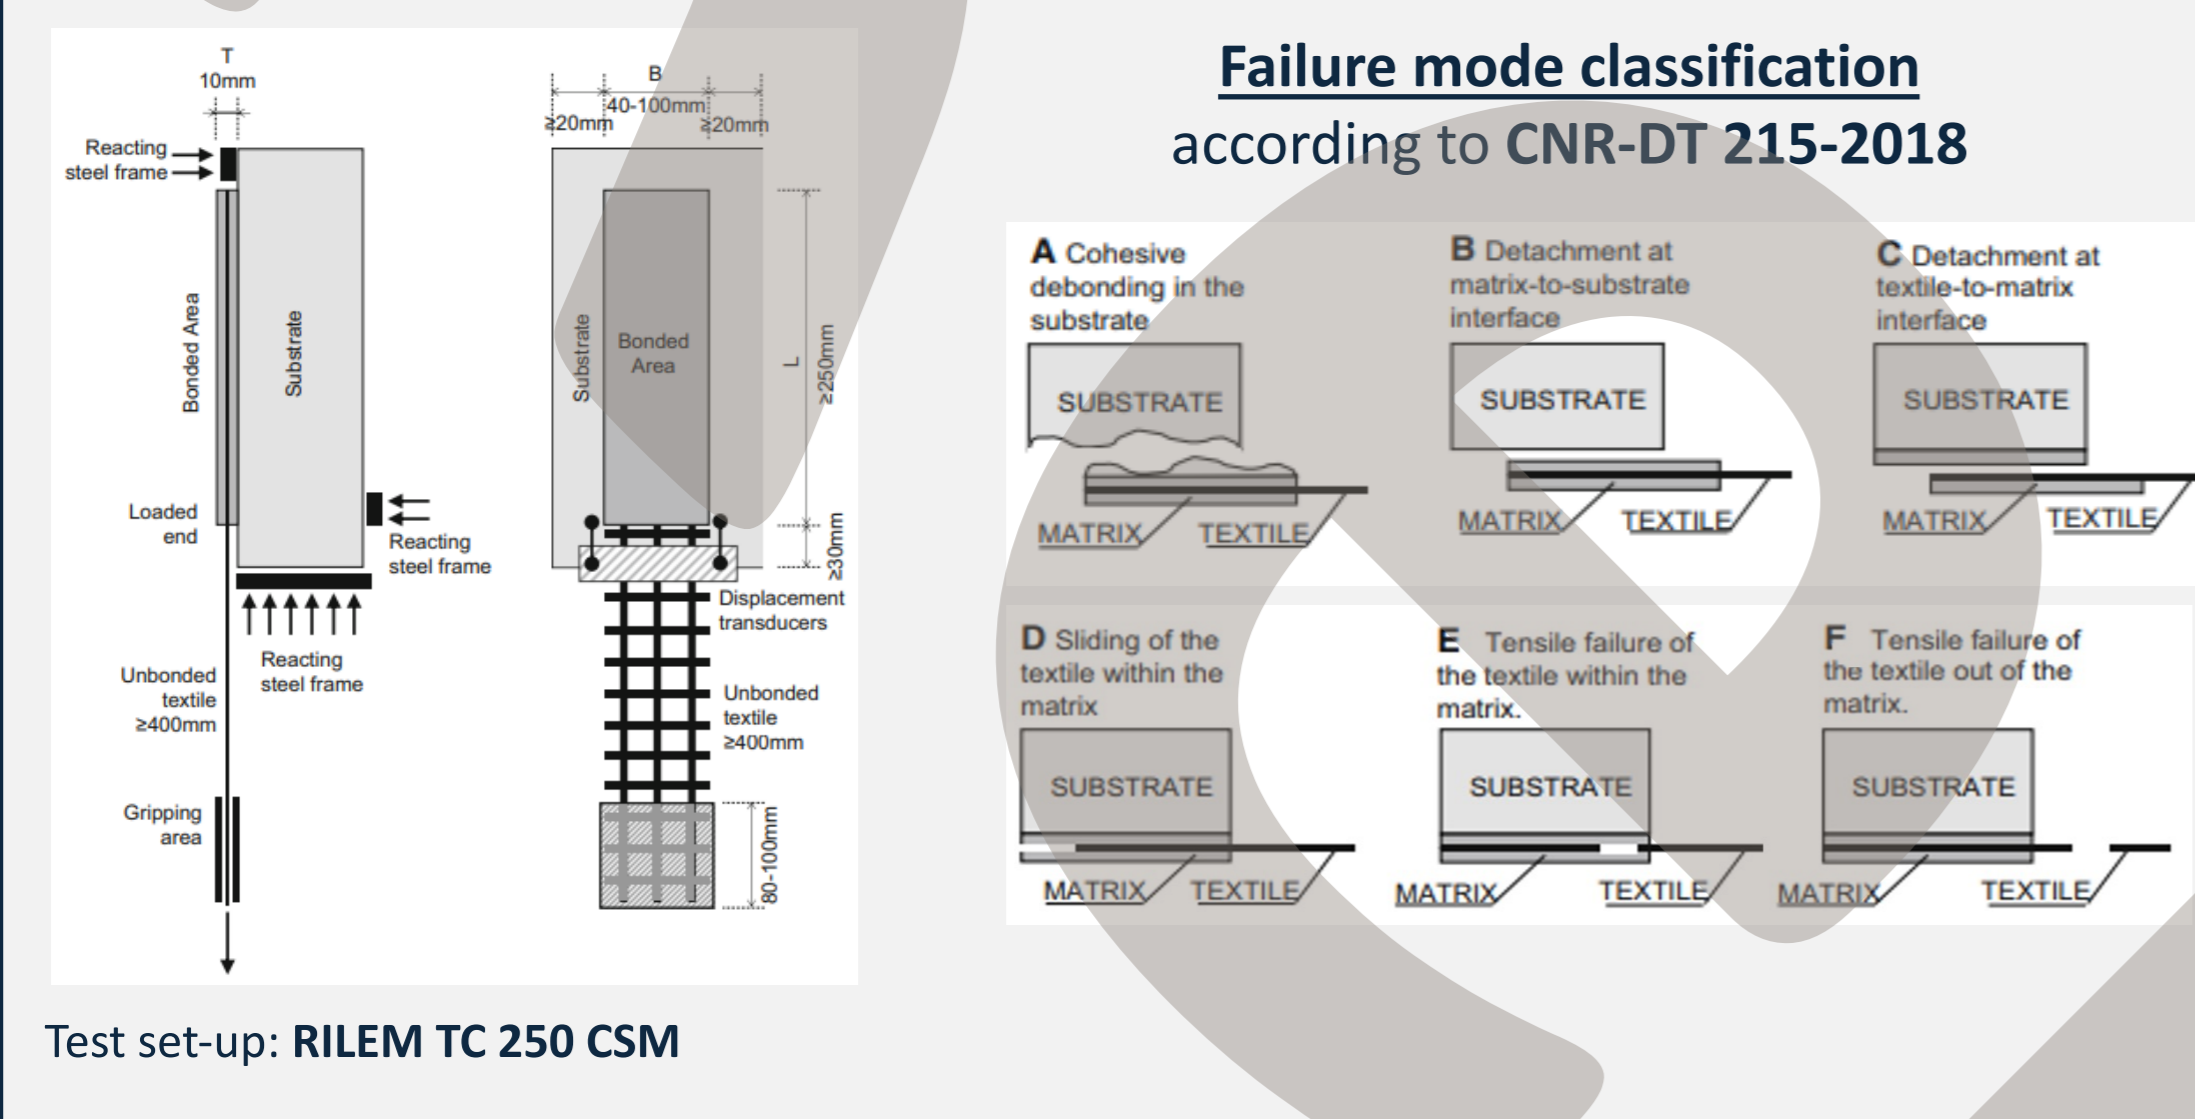 T
10mm
Reacting
steel frame
Bonded Area
Substrate
Loaded
end
Reacting
steel frame
Reacting
steel frame
Unbonded
textile
≥400mm
Gripping
area
B
40-100mm
≥20mm
≥20mm
Substrate
Bonded
Area
L
≥250mm
≥30mm
Displacement
transducers
Unbonded
textile
≥400mm
80-100mm
Test set-up: RILEM TC 250 CSM
Failure mode classification
according to CNR-DT 215-2018
A Cohesive
debonding in the
substrate
SUBSTRATE
MATRIX
TEXTILE
B Detachment at
matrix-to-substrate
interface
SUBSTRATE
MATRIX
TEXTILE
C Detachment at
textile-to-matrix
interface
SUBSTRATE
MATRIX
TEXTILE
D Sliding of the
textile within the
matrix
SUBSTRATE
MATRIX
TEXTILE
E Tensile failure of
the textile within the
matrix.
SUBSTRATE
MATRIX
TEXTILE
F Tensile failure of
the textile out of the
matrix.
SUBSTRATE
MATRIX
TEXTILE